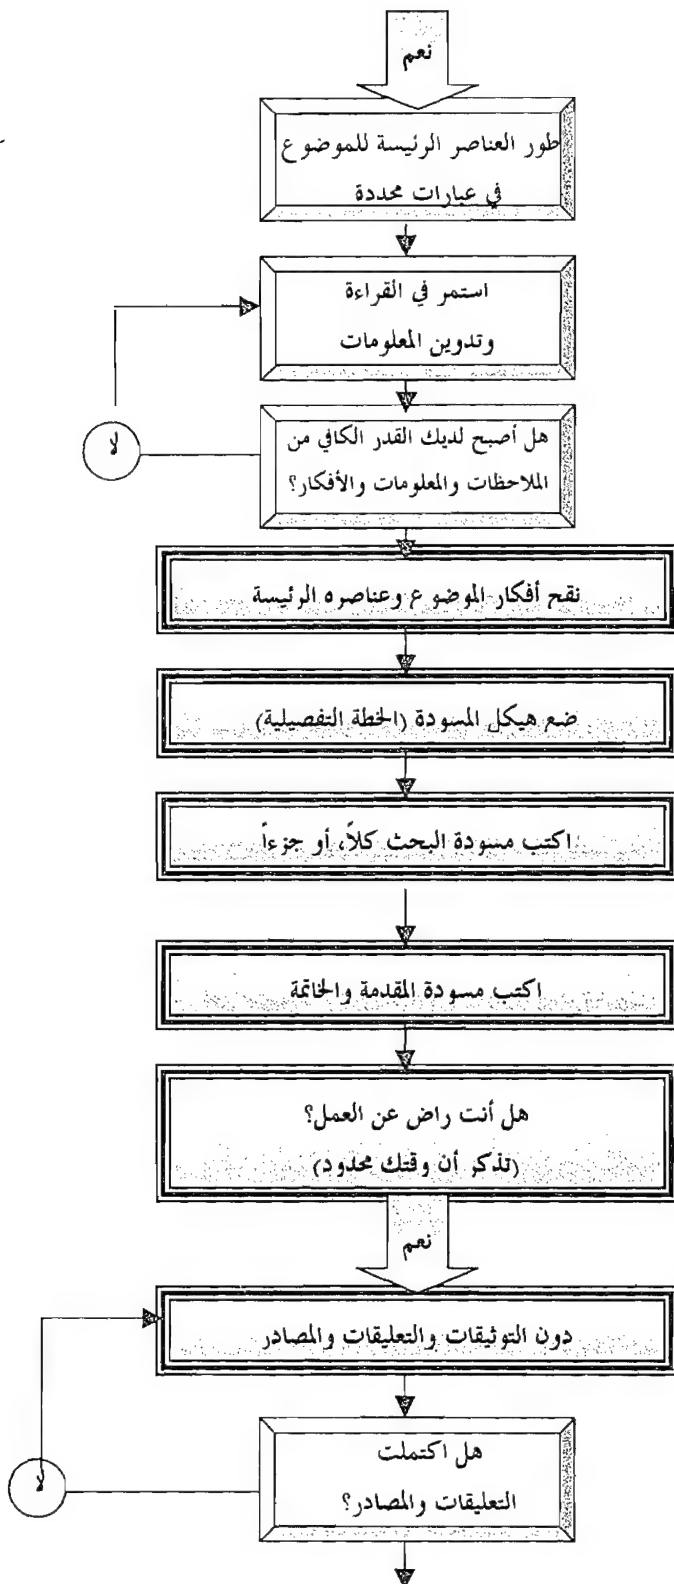 نعم
طور العناصر الرئيسة للموضوع
في عبارات محددة
استمر في القراءة
وتدوين المعلومات
لا
هل أصبح لديك القدر الكافي من
الملاحظات والمعلومات والأفكار؟
نقح أفكار الموضوع وعناصره الرئيسة
ضع هيكل المسودة (الخطة التفصيلية)
اكتب مسودة البحث كلاً، أو جزءاً
اكتب مسودة المقدمة والخاتمة
هل أنت راض عن العمل؟
(تذكر أن وقتك محدود)
نعم
دون التوثيقات والتعليقات والمصادر
هل اكتملت
التعليقات والمصادر؟
لا